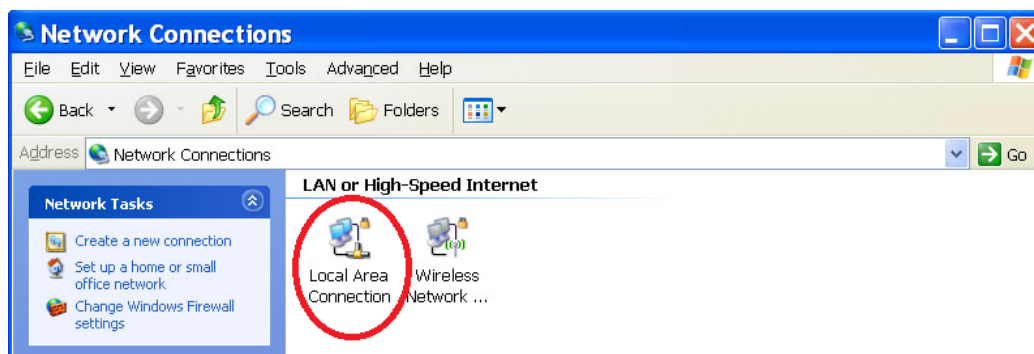 Network Connections
File Edit View Favorites Tools Advanced Help
Back Search Folders
Address Network Connections Go
Network Tasks
Create a new connection
Set up a home or small
office network
Change Windows Firewall
settings
LAN or High-Speed Internet
Local Area
Connection
Wireless
Network ...